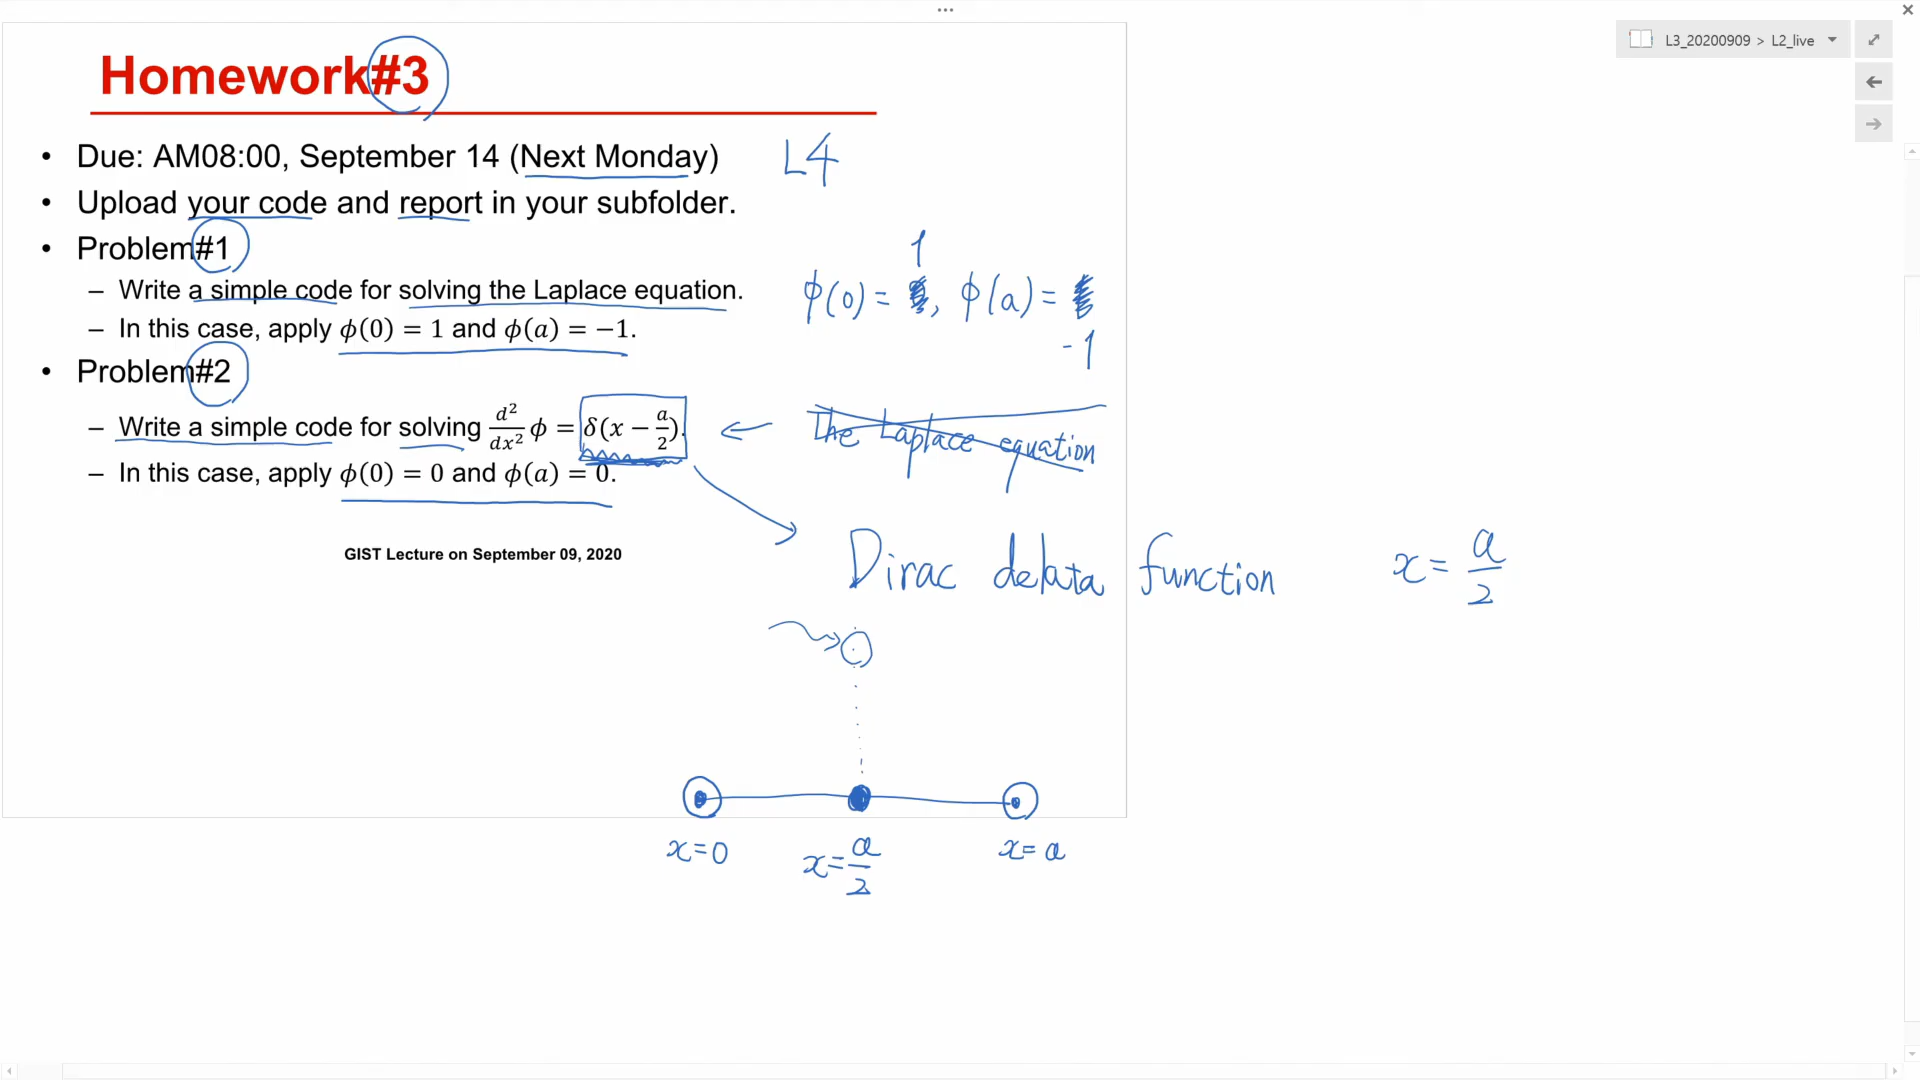 L3_20200909 > L2_live
Homework#3
• Due: AM08:00, September 14 (Next Monday) L4
• Upload your code and report in your subfolder.
• Problem#1
– Write a simple code for solving the Laplace equation.
– In this case, apply ϕ(0) = 1 and ϕ(a) = −1.
1
ϕ(0) = , ϕ(a) =
-1
• Problem#2
– Write a simple code for solving d²/dx² ϕ = δ(x − a/2).
The Laplace equation
– In this case, apply ϕ(0) = 0 and ϕ(a) = 0.
GIST Lecture on September 09, 2020
Dirac delata function x = a/2
x=0 x=a/2 x=a